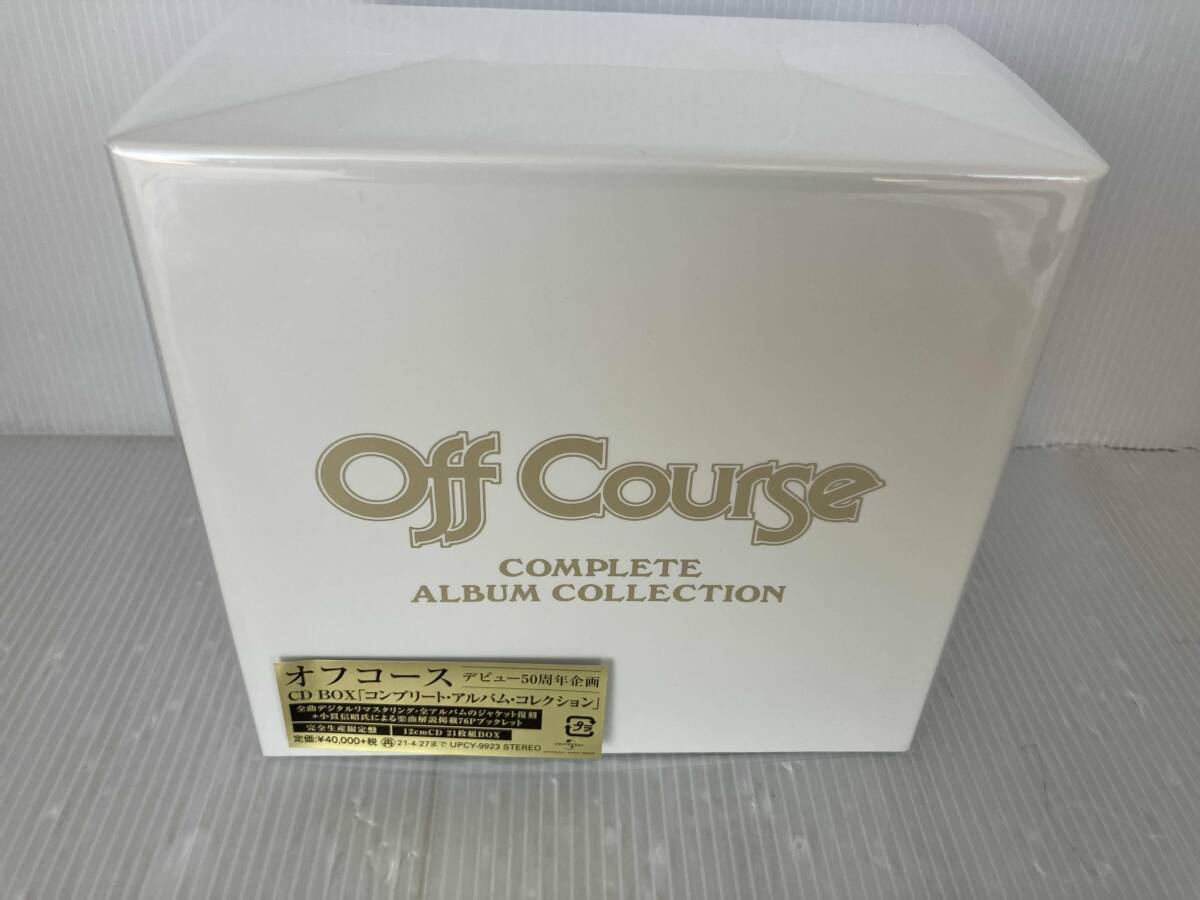 Off Course
COMPLETE
ALBUM COLLECTION
オフコース デビュー50周年企画
CD BOX「コンプリート・アルバム・コレクション」
全曲デジタルリマスタリング・全アルバムのジャケット復刻
+小貫信昭氏による楽曲解説掲載76Pブックレット
完全生産限定盤 12cmCD 21枚組BOX
定価:¥40,000+税 再 21・4・27まで UPCY-9923 STEREO
プラ
UNIVERSAL